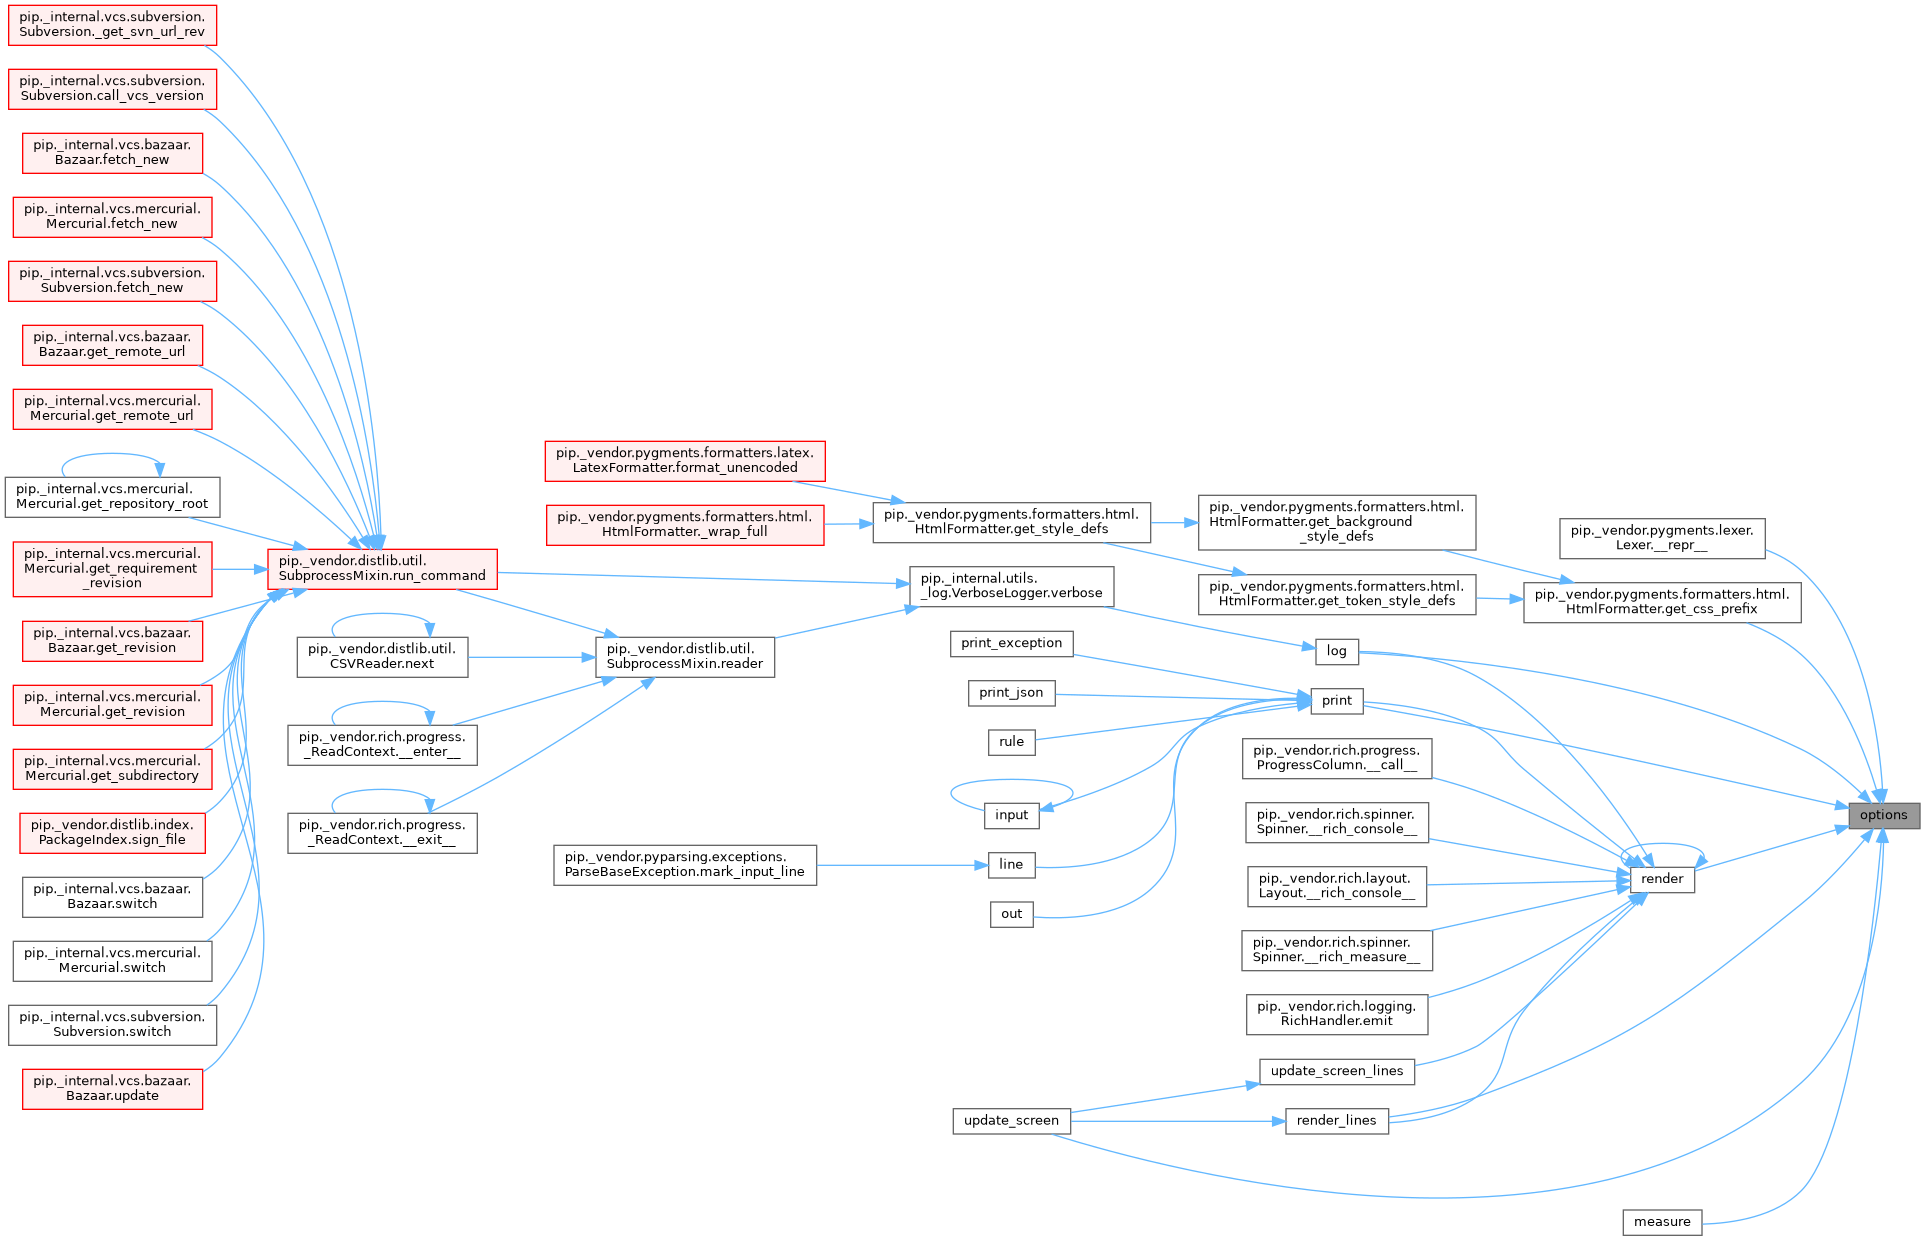 pip._internal.vcs.subversion.
Subversion._get_svn_url_rev
pip._internal.vcs.subversion.
Subversion.call_vcs_version
pip._internal.vcs.bazaar.
Bazaar.fetch_new
pip._internal.vcs.mercurial.
Mercurial.fetch_new
pip._internal.vcs.subversion.
Subversion.fetch_new
pip._internal.vcs.bazaar.
Bazaar.get_remote_url
pip._internal.vcs.mercurial.
Mercurial.get_remote_url
pip._internal.vcs.mercurial.
Mercurial.get_repository_root
pip._internal.vcs.mercurial.
Mercurial.get_requirement
_revision
pip._internal.vcs.bazaar.
Bazaar.get_revision
pip._internal.vcs.mercurial.
Mercurial.get_revision
pip._internal.vcs.mercurial.
Mercurial.get_subdirectory
pip._vendor.distlib.index.
PackageIndex.sign_file
pip._internal.vcs.bazaar.
Bazaar.switch
pip._internal.vcs.mercurial.
Mercurial.switch
pip._internal.vcs.subversion.
Subversion.switch
pip._internal.vcs.bazaar.
Bazaar.update
pip._vendor.distlib.util.
SubprocessMixin.run_command
pip._vendor.distlib.util.
CSVReader.next
pip._vendor.rich.progress.
_ReadContext.__enter__
pip._vendor.rich.progress.
_ReadContext.__exit__
pip._vendor.pygments.formatters.latex.
LatexFormatter.format_unencoded
pip._vendor.pygments.formatters.html.
HtmlFormatter._wrap_full
pip._vendor.distlib.util.
SubprocessMixin.reader
pip._vendor.pyparsing.exceptions.
ParseBaseException.mark_input_line
pip._vendor.pygments.formatters.html.
HtmlFormatter.get_style_defs
pip._internal.utils.
_log.VerboseLogger.verbose
print_exception
print_json
rule
input
line
out
update_screen
pip._vendor.pygments.formatters.html.
HtmlFormatter.get_background
_style_defs
pip._vendor.pygments.formatters.html.
HtmlFormatter.get_token_style_defs
log
print
pip._vendor.rich.progress.
ProgressColumn.__call__
pip._vendor.rich.spinner.
Spinner.__rich_console__
pip._vendor.rich.layout.
Layout.__rich_console__
pip._vendor.rich.spinner.
Spinner.__rich_measure__
pip._vendor.rich.logging.
RichHandler.emit
update_screen_lines
render_lines
pip._vendor.pygments.lexer.
Lexer.__repr__
pip._vendor.pygments.formatters.html.
HtmlFormatter.get_css_prefix
render
measure
options